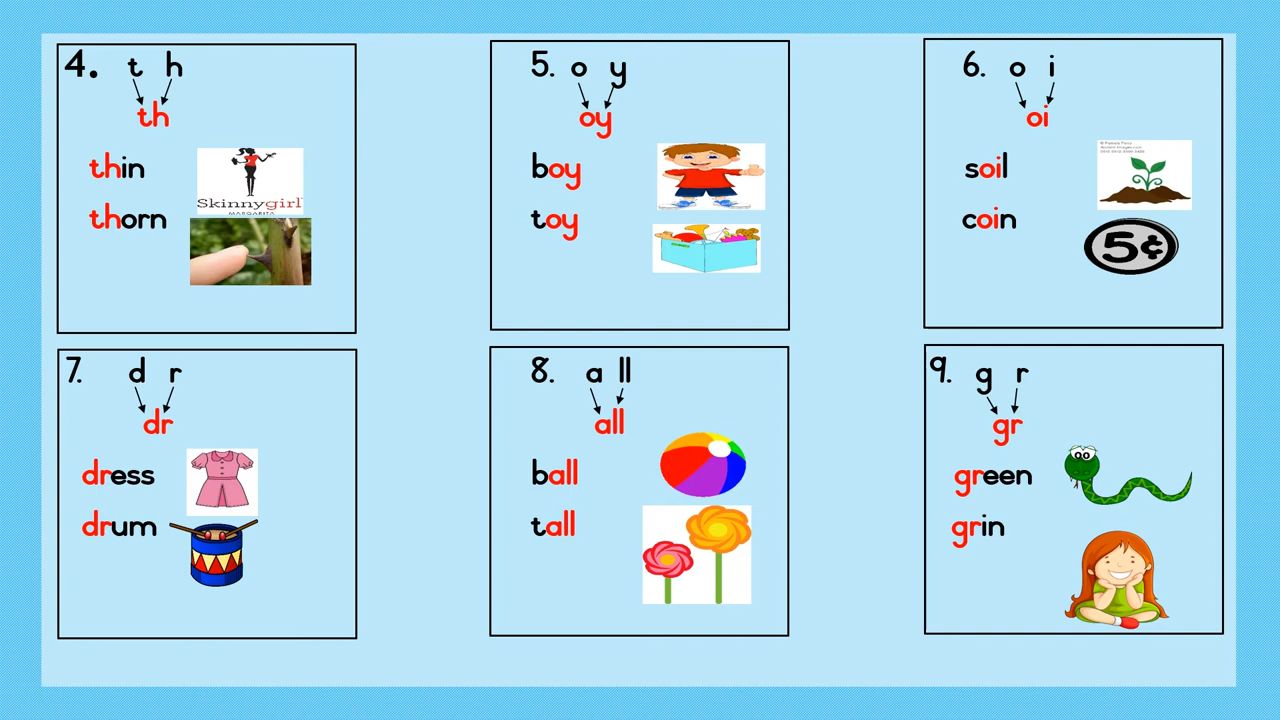 4. t h
th
thin
Skinnygirl
MARGARITA
thorn
5. o y
oy
boy
toy
6. o i
oi
soil
coin
5¢
7. d r
dr
dress
drum
8. a ll
all
ball
tall
9. g r
gr
green
grin